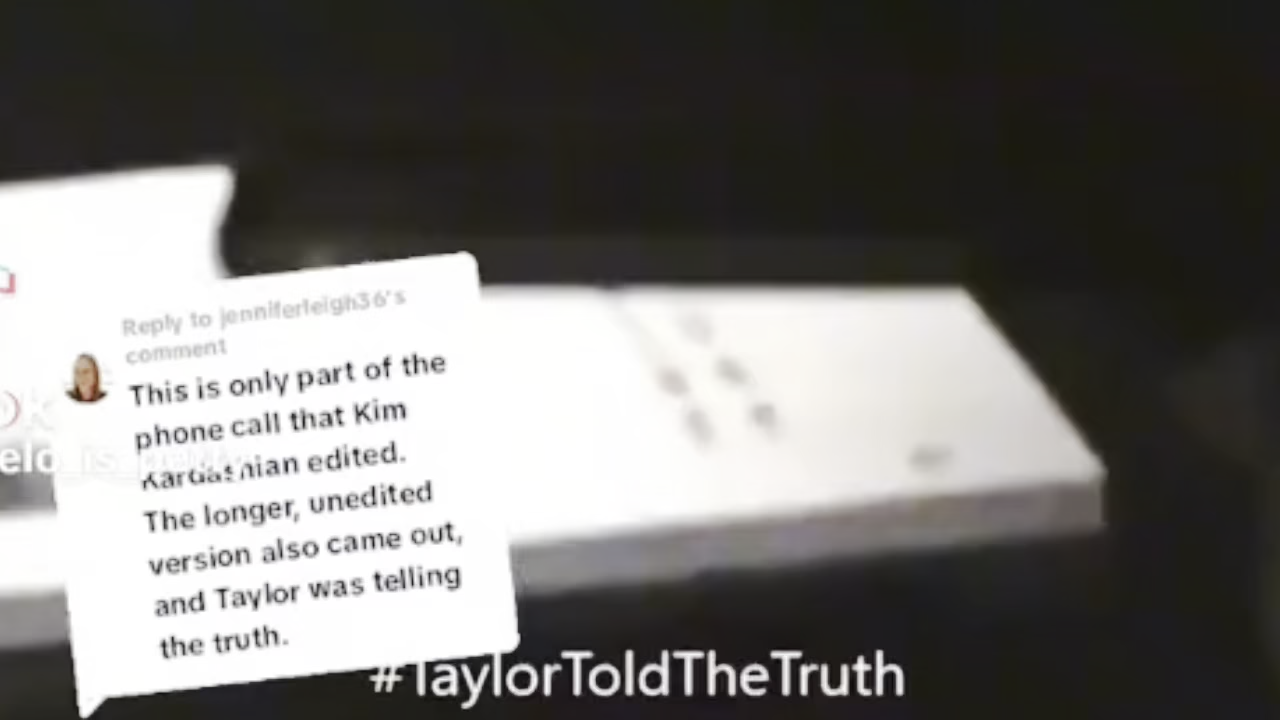 Reply to jenniferleigh36's
comment
This is only part of the
phone call that Kim
Kardashian edited.
The longer, unedited
version also came out,
and Taylor was telling
the truth.
#TaylorToldTheTruth